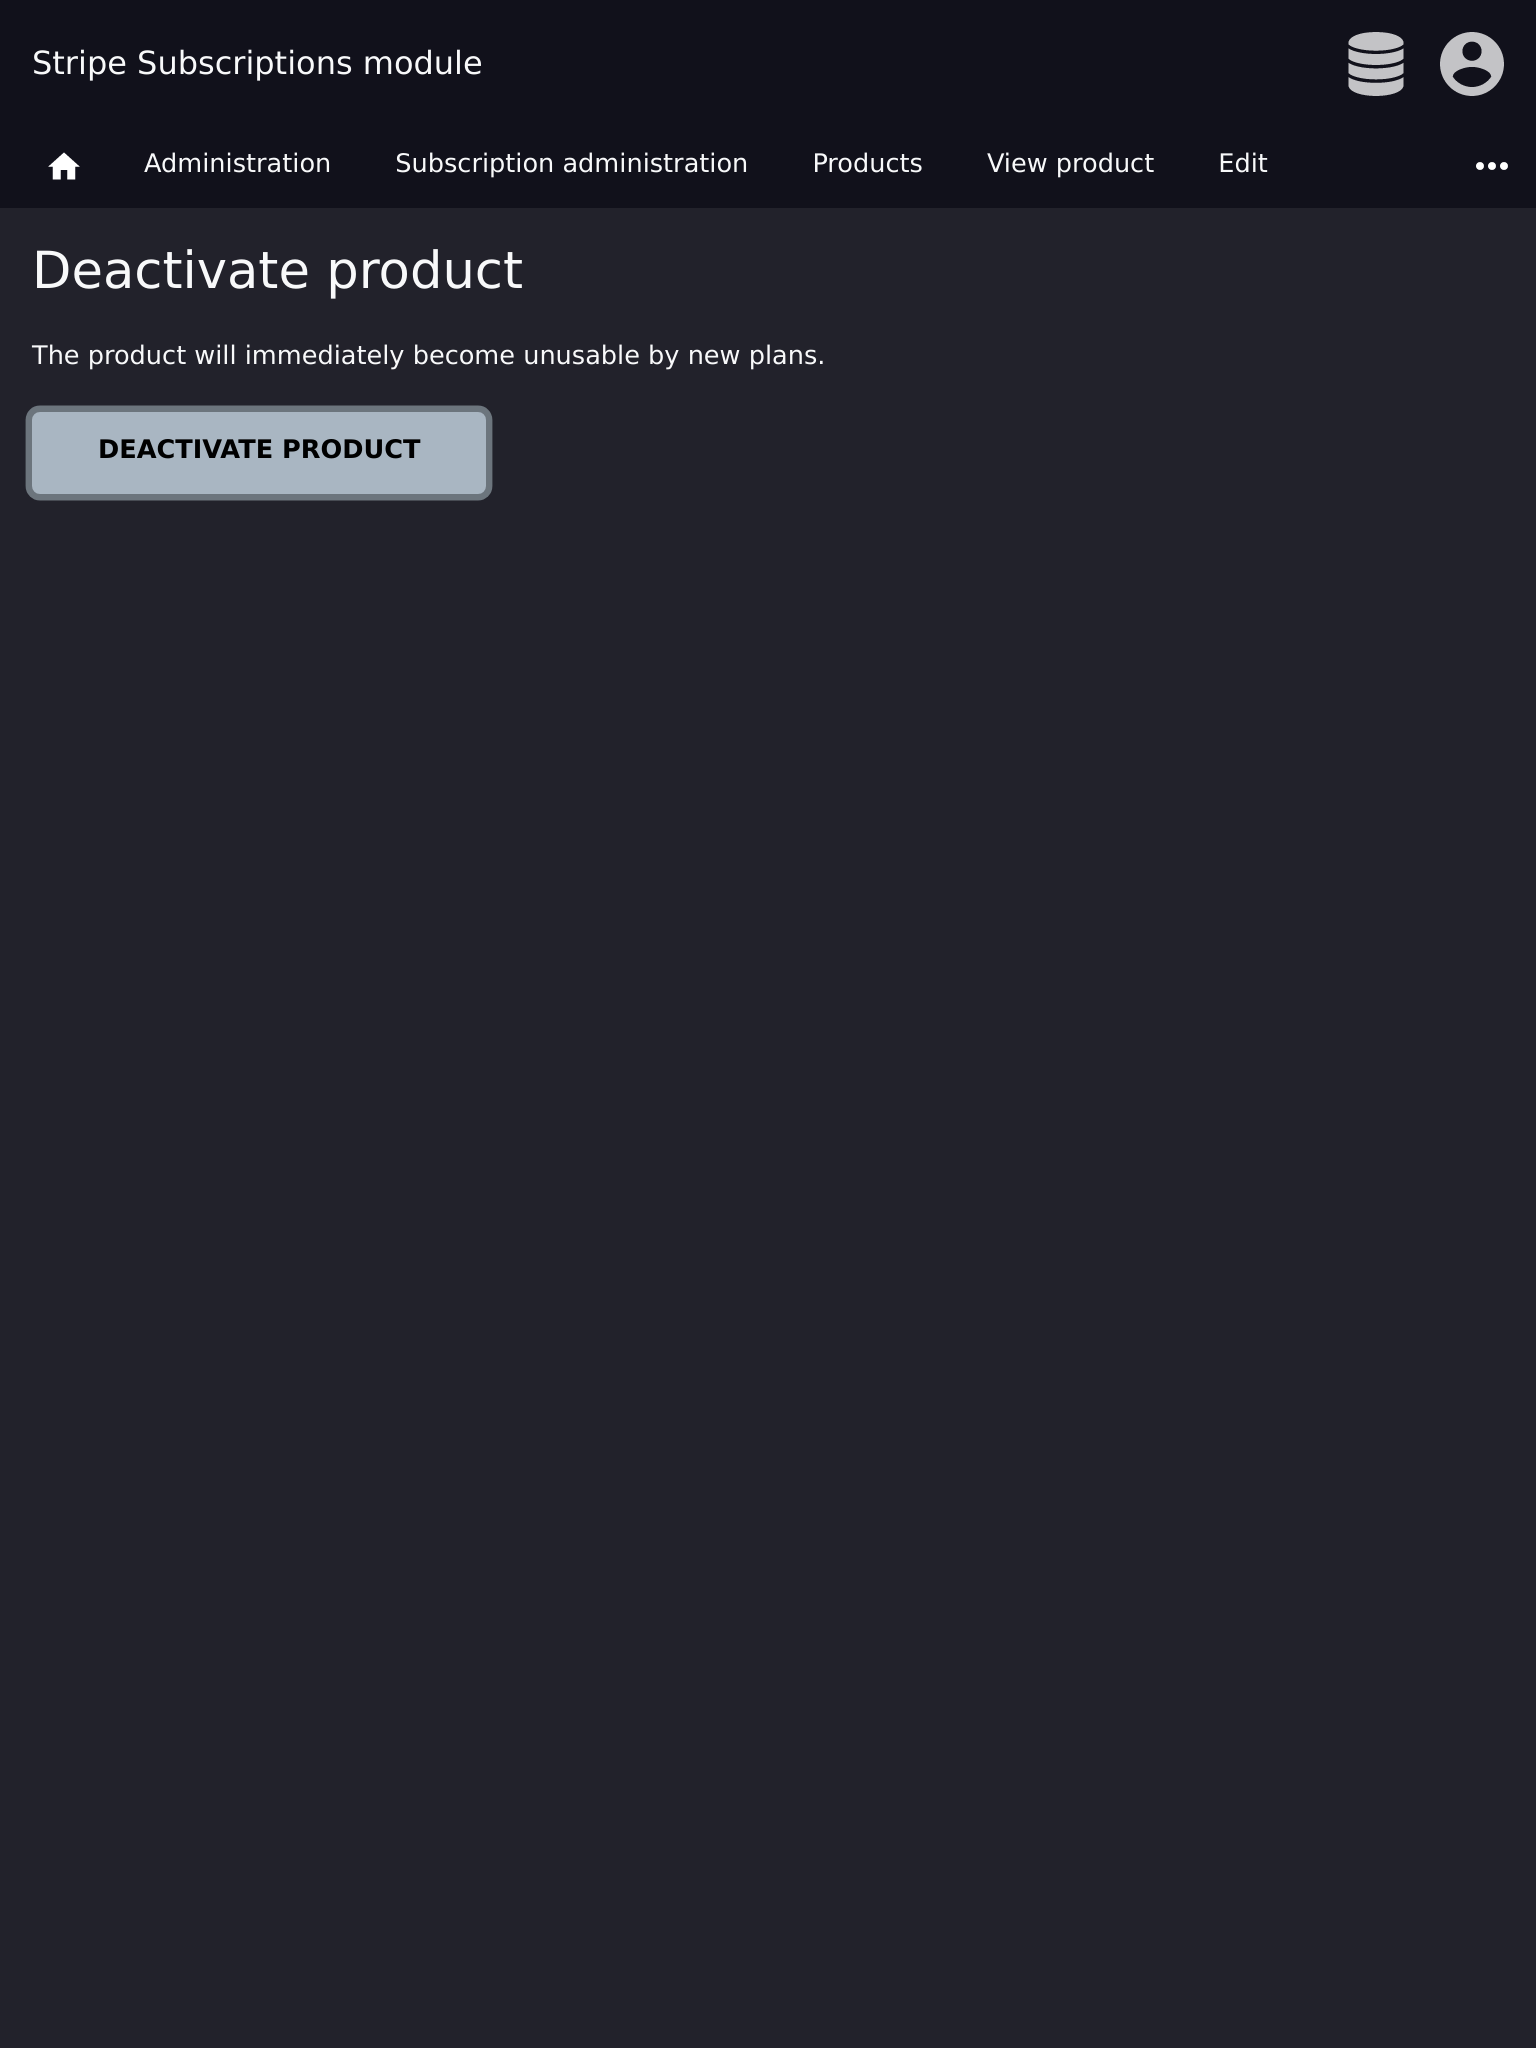 Stripe Subscriptions module
Administration Subscription administration Products View product Edit
Deactivate product
The product will immediately become unusable by new plans.
DEACTIVATE PRODUCT